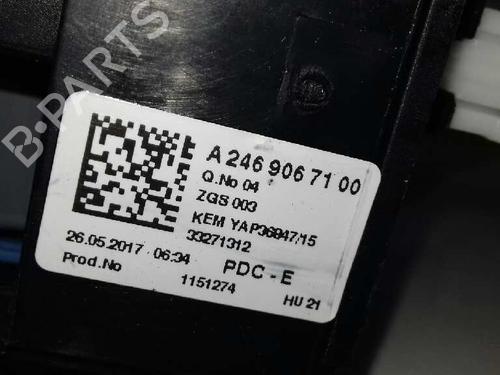 B-PARTS
A 246 906 71 00
Q.No 04
ZGS 003
KEM YAP36947/15
33271312
26.05.2017 06:34 PDC - E
Prod.No 1151274 HU 21